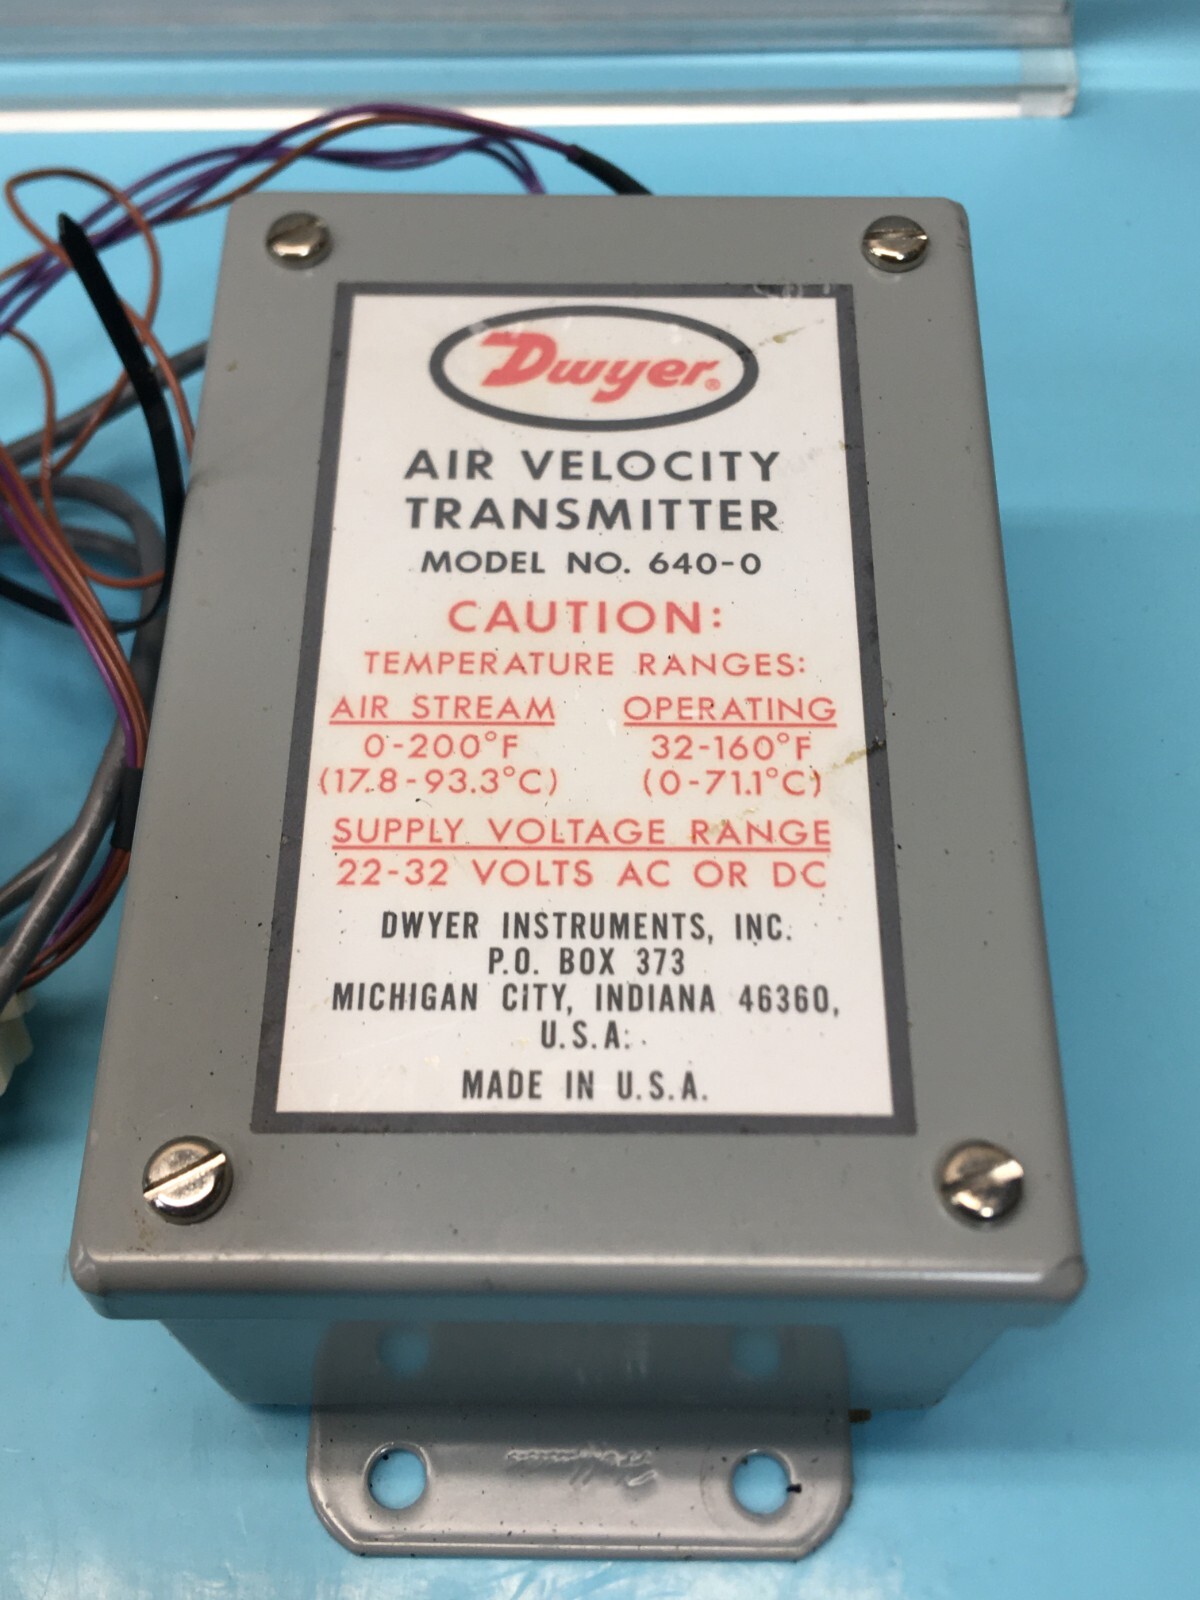 Dwyer®
AIR VELOCITY
TRANSMITTER
MODEL NO. 640-0
CAUTION:
TEMPERATURE RANGES:
AIR STREAM OPERATING
0-200°F 32-160°F
(17.8-93.3°C) (0-71.1°C)
SUPPLY VOLTAGE RANGE
22-32 VOLTS AC OR DC
DWYER INSTRUMENTS, INC.
P.O. BOX 373
MICHIGAN CITY, INDIANA 46360,
U.S.A.
MADE IN U.S.A.